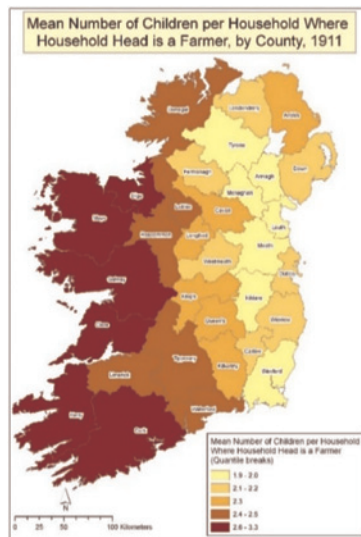 Mean Number of Children per Household Where
Household Head is a Farmer, by County, 1911
Donegal
Londonderry
Antrim
Tyrone
Fermanagh
Armagh
Down
Monaghan
Sligo
Leitrim
Cavan
Louth
Mayo
Roscommon
Longford
Meath
Westmeath
Dublin
Galway
King's
Kildare
Queen's
Wicklow
Clare
Carlow
Tipperary
Kilkenny
Wexford
Limerick
Waterford
Kerry
Cork
N
0 25 50 100 Kilometers
Mean Number of Children per Household
Where Household Head is a Farmer
(Quantile breaks)
1.9 - 2.0
2.1 - 2.2
2.3
2.4 - 2.5
2.6 - 3.3